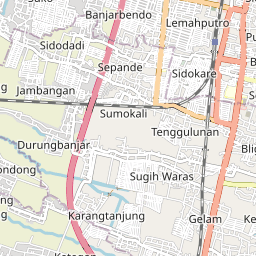 Banjarbendo
Lemahputro
Sidodadi
Sepande
Sidokare
Jambangan
Sumokali
Tenggulunan
Durungbanjar
Sugih Waras
Karangtanjung
Gelam